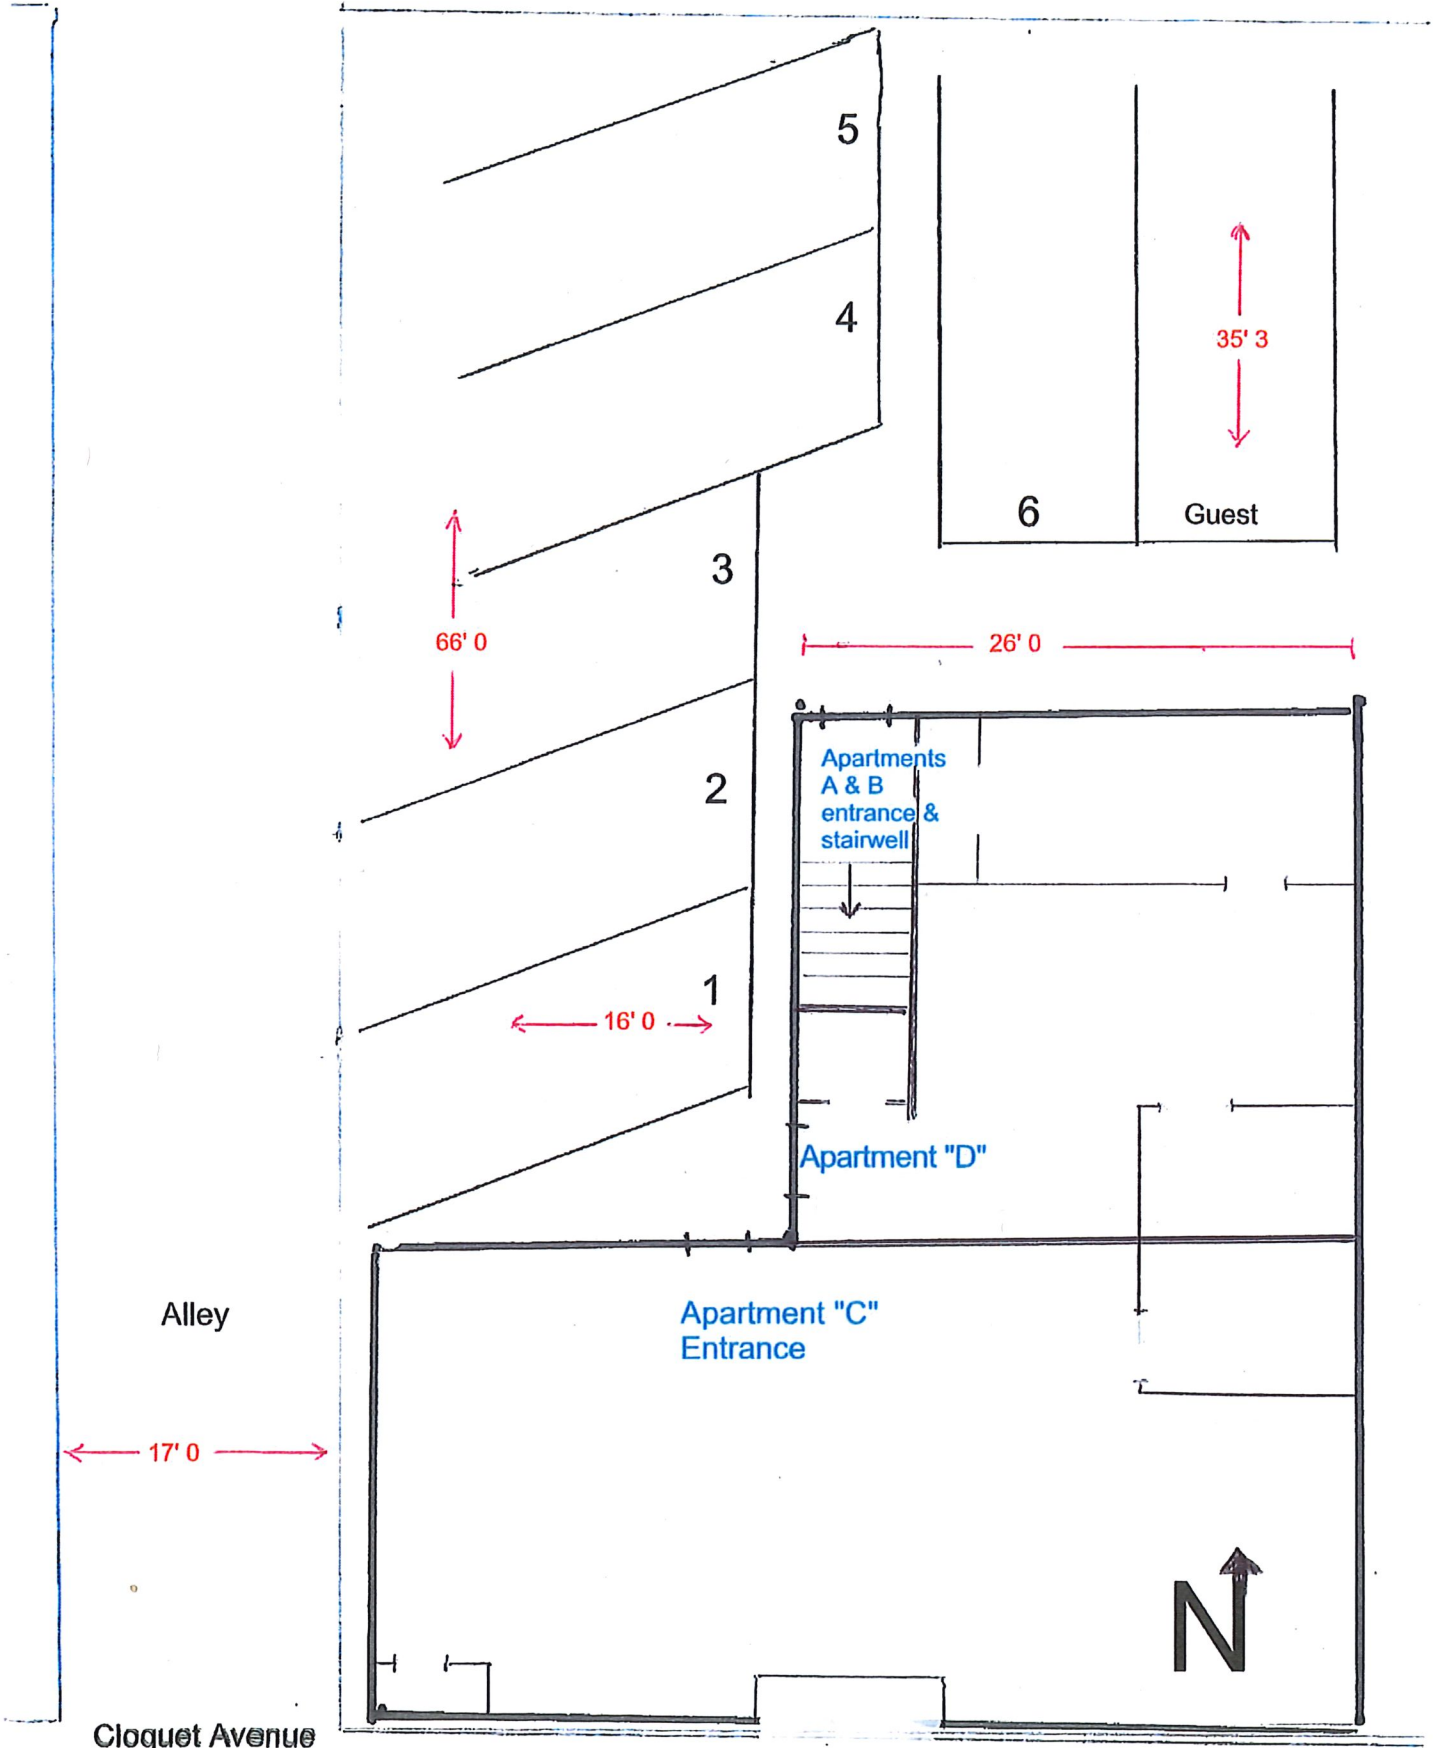 5
4
35' 3
6
Guest
3
66' 0
26' 0
Apartments
A & B
entrance &
stairwell
2
1
16' 0
Apartment "D"
Alley
Apartment "C"
Entrance
17' 0
N
Cloquet Avenue